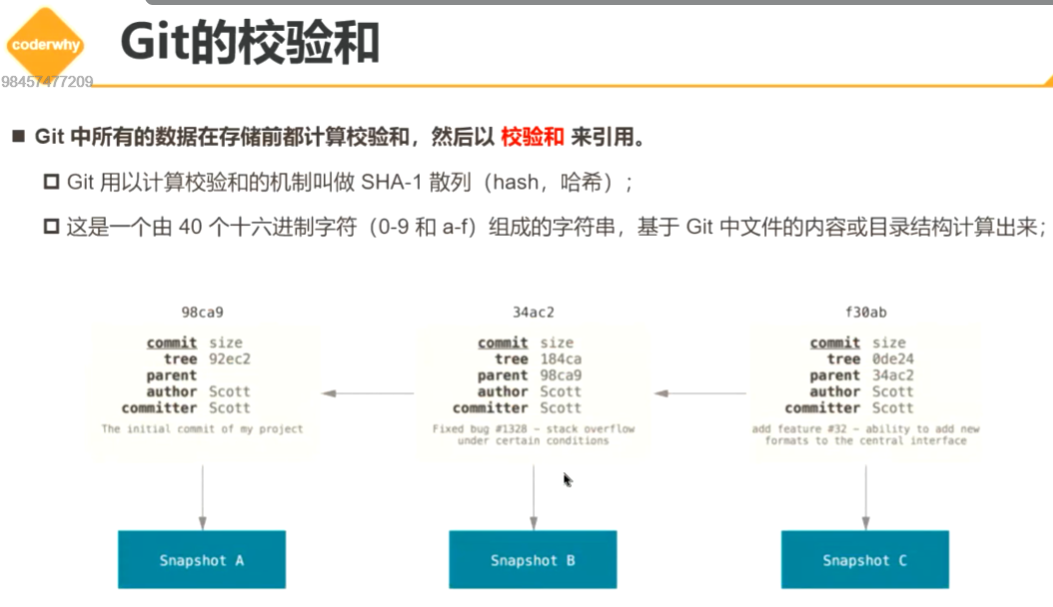 coderwhy
Git的校验和
98457477209
Git 中所有的数据在存储前都计算校验和，然后以 校验和 来引用。
Git 用以计算校验和的机制叫做 SHA-1 散列（hash，哈希）；
这是一个由 40 个十六进制字符（0-9 和 a-f）组成的字符串，基于 Git 中文件的内容或目录结构计算出来；
98ca9
commit size
tree 92ec2
parent
author Scott
committer Scott
The initial commit of my project
34ac2
commit size
tree 184ca
parent 98ca9
author Scott
committer Scott
Fixed bug #1328 - stack overflow
under certain conditions
f30ab
commit size
tree 0de24
parent 34ac2
author Scott
committer Scott
add feature #32 - ability to add new
formats to the central interface
Snapshot A
Snapshot B
Snapshot C